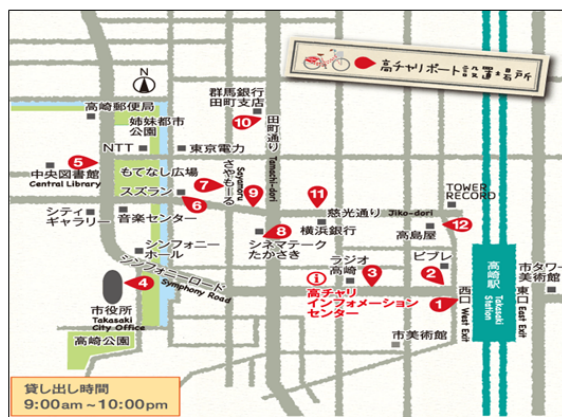 高チャリポート設置場所
N
群馬銀行
田町支店
高崎郵便局
姉妹都市
公園
10
田町通り
Tamachi-dori
NTT
東京電力
5
中央図書館
Central Library
もてなし広場
7
さやもーる
Sayamoru
スズラン
6
9
11
慈光通り
Jiko-dori
TOWER
RECORD
シティ
ギャラリー
音楽センター
8
横浜銀行
高島屋
12
シネマテーク
たかさき
シンフォニー
ホール
シンフォニーロード
Symphony Road
ラジオ
高崎
3
ビブレ
2
高崎駅
Takasaki
Station
市タワー
美術館
4
市役所
Takasaki
City Office
i
高チャリ
インフォメーション
センター
1
西口
West Exit
東口
East Exit
高崎公園
市美術館
貸し出し時間
9:00am~10:00pm